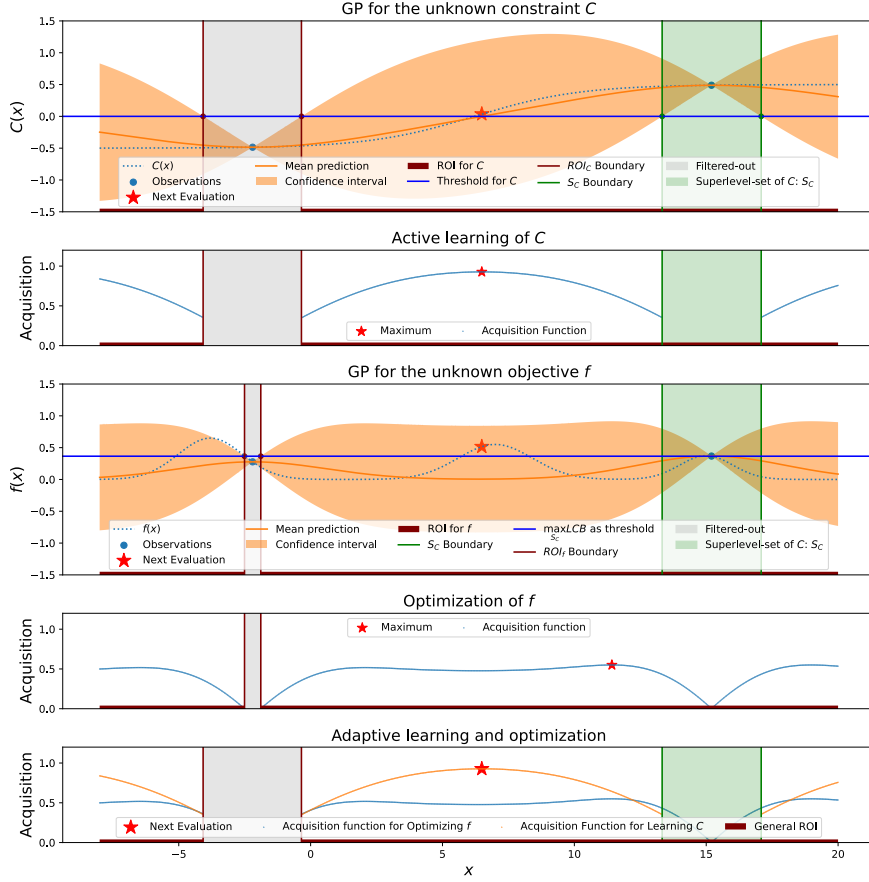 GP for the unknown constraint C
1.5
1.0
0.5
0.0
−0.5
−1.0
−1.5
C(x)
C(x)
Observations
Next Evaluation
Mean prediction
Confidence interval
ROI for C
Threshold for C
ROI_C Boundary
S_C Boundary
Filtered-out
Superlevel-set of C: S_C
Active learning of C
1.0
0.5
0.0
Acquisition
Maximum
Acquisition Function
GP for the unknown objective f
1.5
1.0
0.5
0.0
−0.5
−1.0
−1.5
f(x)
f(x)
Observations
Next Evaluation
Mean prediction
Confidence interval
ROI for f
S_C Boundary
max LCB as threshold
S_C
ROI_f Boundary
Filtered-out
Superlevel-set of C: S_C
Optimization of f
1.0
0.5
0.0
Acquisition
Maximum
Acquisition function
Adaptive learning and optimization
1.0
0.5
0.0
Acquisition
Next Evaluation
Acquisition function for Optimizing f
Acquisition Function for Learning C
General ROI
−5
0
5
10
15
20
x